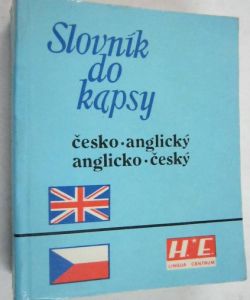 Slovník
do
kapsy
česko·anglický
anglicko·český
H*E
LINGUA CENTRUM